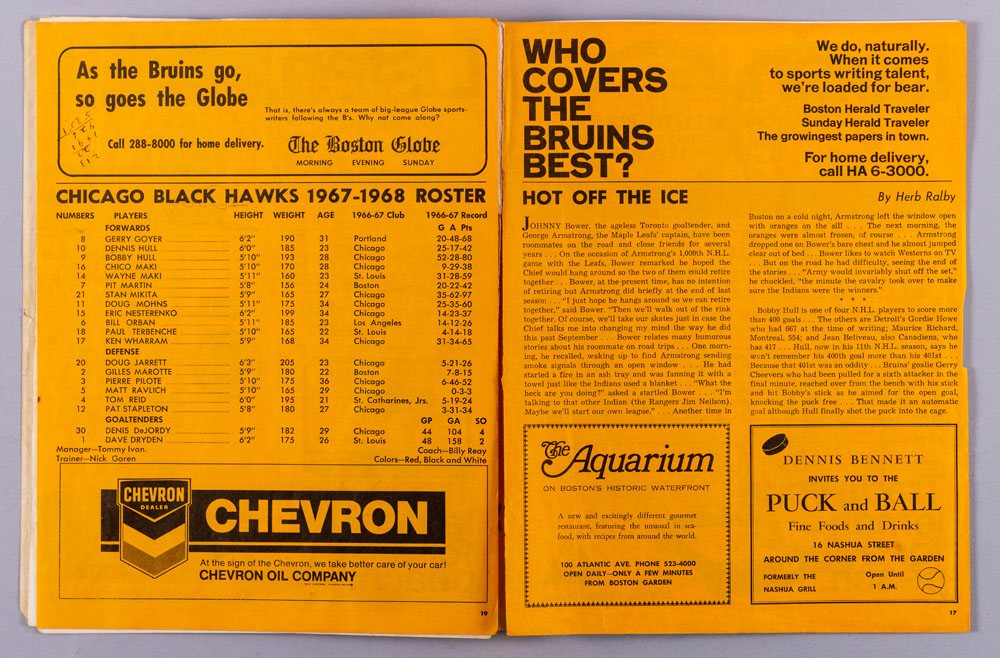 As the Bruins go,
so goes the Globe
That is, there's always a team of big-league Globe sports-
writers following the B's. Why not come along?
Call 288-8000 for home delivery.
The Boston Globe
MORNING EVENING SUNDAY
CHICAGO BLACK HAWKS 1967-1968 ROSTER
NUMBERS PLAYERS HEIGHT WEIGHT AGE 1966-67 Club 1966-67 Record
FORWARDS G A Pts
8 GERRY GOYER 6'2" 190 31 Portland 20-48-68
10 DENNIS HULL 6'0" 185 23 Chicago 25-17-42
9 BOBBY HULL 5'10" 193 28 Chicago 52-28-80
16 CHICO MAKI 5'10" 170 28 Chicago 9-29-38
14 WAYNE MAKI 5'11" 160 23 St. Louis 31-28-59
7 PIT MARTIN 5'8" 156 24 Boston 20-22-42
21 STAN MIKITA 5'9" 165 27 Chicago 35-62-97
11 DOUG MOHNS 5'11" 175 34 Chicago 25-35-60
15 ERIC NESTERENKO 6'2" 199 34 Chicago 14-23-37
6 BILL ORBAN 5'11" 185 23 Los Angeles 14-12-26
18 PAUL TERBENCHE 5'10" 165 22 St. Louis 4-14-18
17 KEN WHARRAM 5'9" 168 34 Chicago 31-34-65
DEFENSE
20 DOUG JARRETT 6'3" 205 23 Chicago 5-21-26
2 GILLES MAROTTE 5'9" 180 22 Boston 7-8-15
3 PIERRE PILOTE 5'10" 175 36 Chicago 6-46-52
5 MATT RAVLICH 5'10" 165 29 Chicago 0-3-3
4 TOM REID 6'0" 195 21 St. Catharines, Jrs. 5-19-24
12 PAT STAPLETON 5'8" 180 27 Chicago 3-31-34
GOALTENDERS GP GA SO
30 DENIS DeJORDY 5'9" 182 29 Chicago 44 104 4
1 DAVE DRYDEN 6'2" 175 26 St. Louis 48 158 2
Manager—Tommy Ivan. Coach—Billy Reay
Trainer—Nick Garen Colors—Red, Black and White
CHEVRON
DEALER
CHEVRON
At the sign of the Chevron, we take better care of your car!
CHEVRON OIL COMPANY
19
WHO
COVERS
THE
BRUINS
BEST?
We do, naturally.
When it comes
to sports writing talent,
we're loaded for bear.
Boston Herald Traveler
Sunday Herald Traveler
The growingest papers in town.
For home delivery,
call HA 6-3000.
HOT OFF THE ICE
By Herb Ralby
JOHNNY Bower, the ageless Toronto goaltender, and
George Armstrong, the Maple Leafs' captain, have been
roommates on the road and close friends for several
years . . . On the occasion of Armstrong's 1,000th N.H.L.
game with the Leafs, Bower remarked he hoped the
Chief would hang around so the two of them could retire
together . . . Bower, at the present time, has no intention
of retiring but Armstrong did briefly at the end of last
season . . . "I just hope he hangs around so we can retire
together," said Bower. "Then we'll walk out of the rink
together. Of course, we'll take our skates just in case the
Chief talks me into changing my mind the way he did
this past September . . . Bower relates many humorous
stories about his roommate on road trips . . . One morn-
ing, he recalled, waking up to find Armstrong sending
smoke signals through an open window . . . He had
started a fire in an ash tray and was fanning it with a
towel just like the Indians used a blanket . . . "What the
heck are you doing?" asked a startled Bower . . . "I'm
talking to that other Indian (the Rangers Jim Neilson).
Maybe we'll start our own league." . . . Another time in
Boston on a cold night, Armstrong left the window open
with oranges on the sill . . . The next morning, the
oranges were almost frozen, of course . . . Armstrong
dropped one on Bower's bare chest and he almost jumped
clear out of bed . . . Bower likes to watch Westerns on TV
. . . But on the road he had difficulty, seeing the end of
the stories . . . "Army would invariably shut off the set,"
he chuckled, "the minute the cavalry took over to make
sure the Indians were the winners."
* * *
Bobby Hull is one of four N.H.L. players to score more
than 400 goals . . . The others are Detroit's Gordie Howe
who had 667 at the time of writing; Maurice Richard,
Montreal, 554; and Jean Beliveau, also Canadiens, who
has 417 . . . Hull, now in his 11th N.H.L. season, says he
won't remember his 400th goal more than his 401st . . .
Because that 401st was an oddity . . . Bruins' goalie Gerry
Cheevers who had been pulled for a sixth attacker in the
final minute, reached over from the bench with his stick
and hit Bobby's stick as he aimed for the open goal,
knocking the puck free . . . That made it an automatic
goal although Hull finally shot the puck into the cage.
The Aquarium
ON BOSTON'S HISTORIC WATERFRONT
A new and excitingly different gourmet
restaurant, featuring the unusual in sea-
food, with recipes from around the world.
100 ATLANTIC AVE. PHONE 523-4000
OPEN DAILY—ONLY A FEW MINUTES
FROM BOSTON GARDEN
DENNIS BENNETT
INVITES YOU TO THE
PUCK and BALL
Fine Foods and Drinks
16 NASHUA STREET
AROUND THE CORNER FROM THE GARDEN
FORMERLY THE
NASHUA GRILL
Open Until
1 A.M.
17